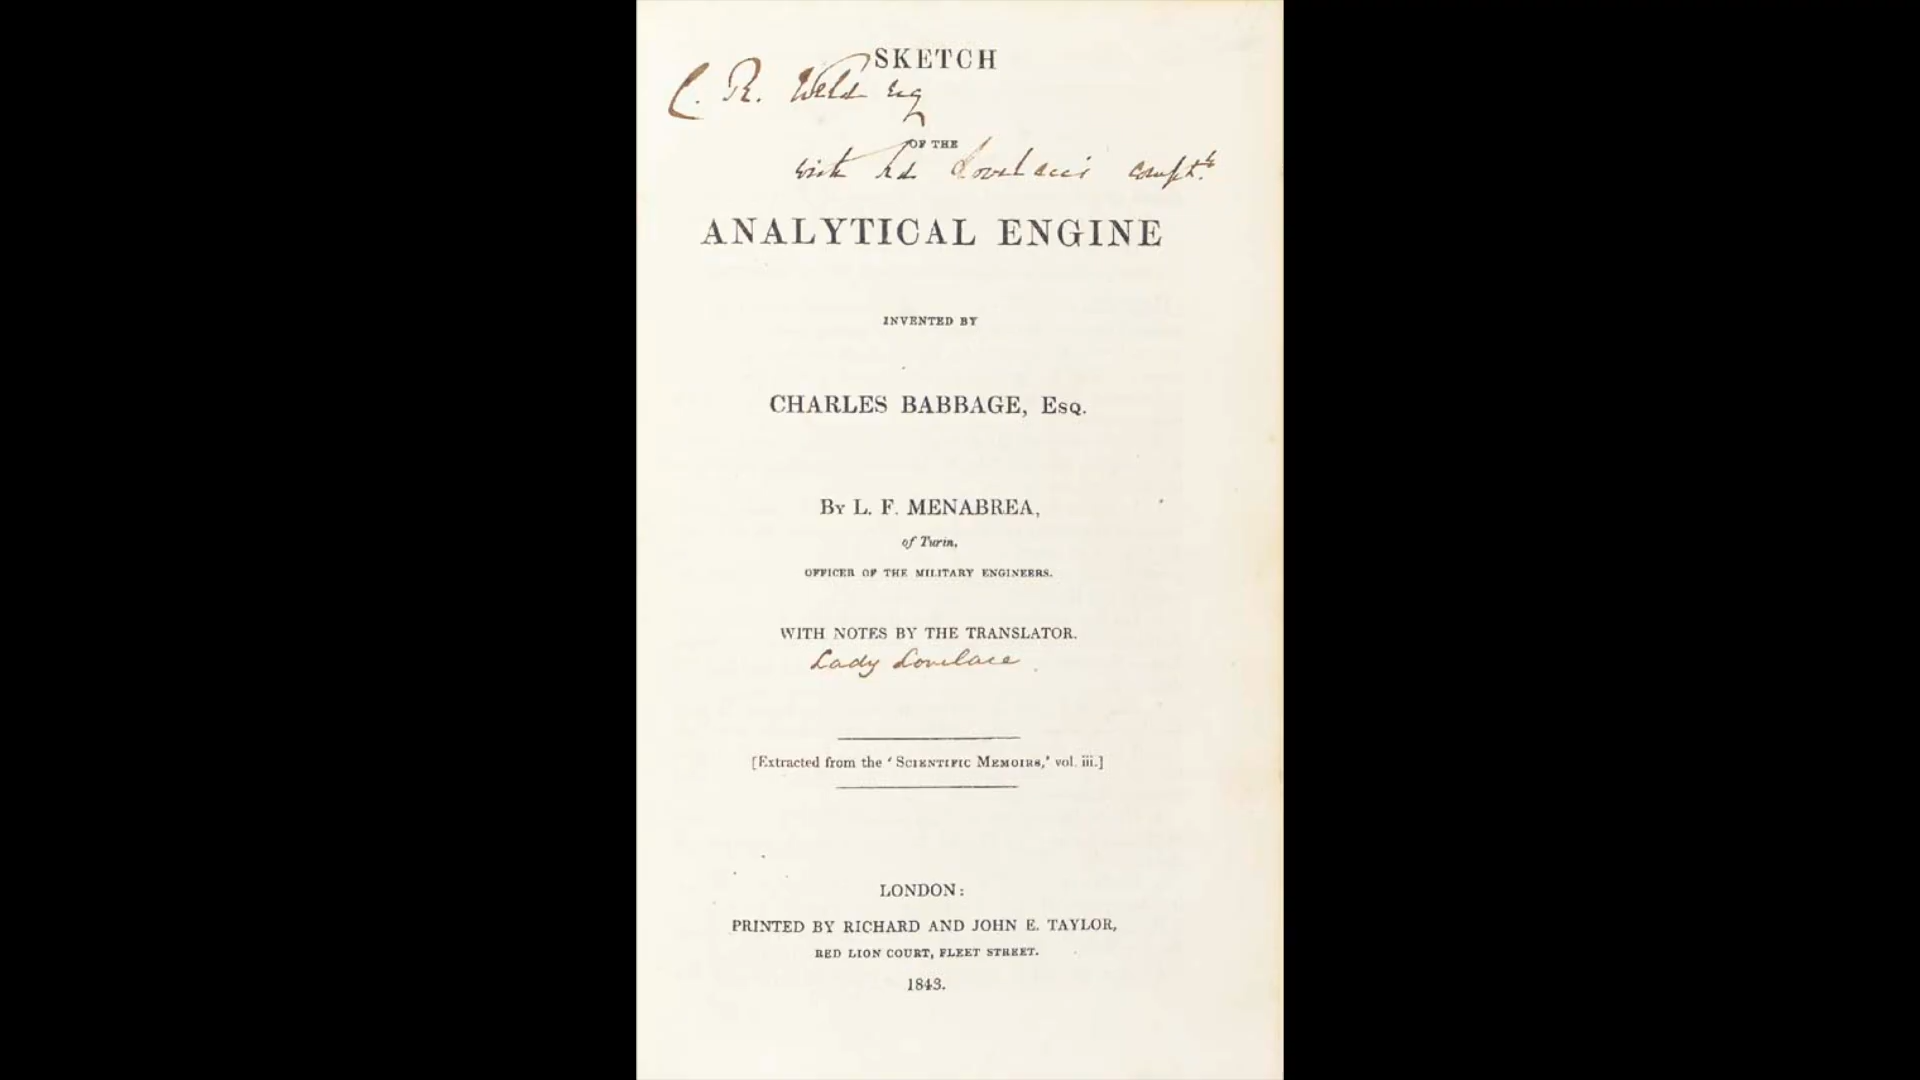 SKETCH
C. R. Weld Esq
OF THE
with Ld Lovelace's compts
ANALYTICAL ENGINE
INVENTED BY
CHARLES BABBAGE, Esq.
By L. F. MENABREA,
of Turin,
OFFICER OF THE MILITARY ENGINEERS.
WITH NOTES BY THE TRANSLATOR.
Lady Lovelace.
[Extracted from the ‘Scientific Memoirs,’ vol. iii.]
LONDON:
PRINTED BY RICHARD AND JOHN E. TAYLOR,
RED LION COURT, FLEET STREET.
1843.